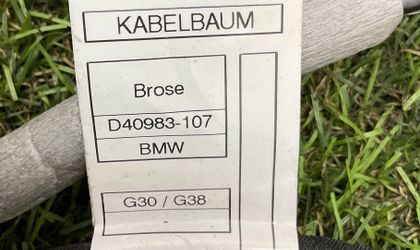 KABELBAUM
Brose
D40983-107
BMW
G30 / G38
-